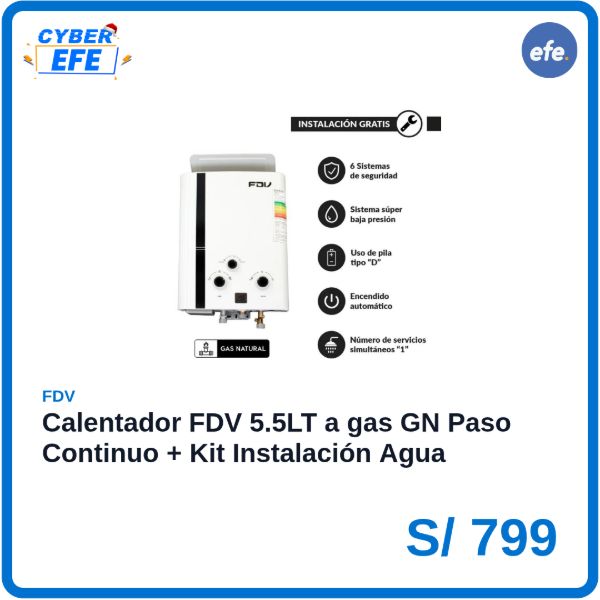 CYBER
EFE
efe.
INSTALACIÓN GRATIS
6 Sistemas
de seguridad
FDV
Sistema súper
baja presión
Uso de pila
tipo “D”
Encendido
automático
Número de servicios
simultáneos “1”
GAS NATURAL
FDV
Calentador FDV 5.5LT a gas GN Paso
Continuo + Kit Instalación Agua
S/ 799